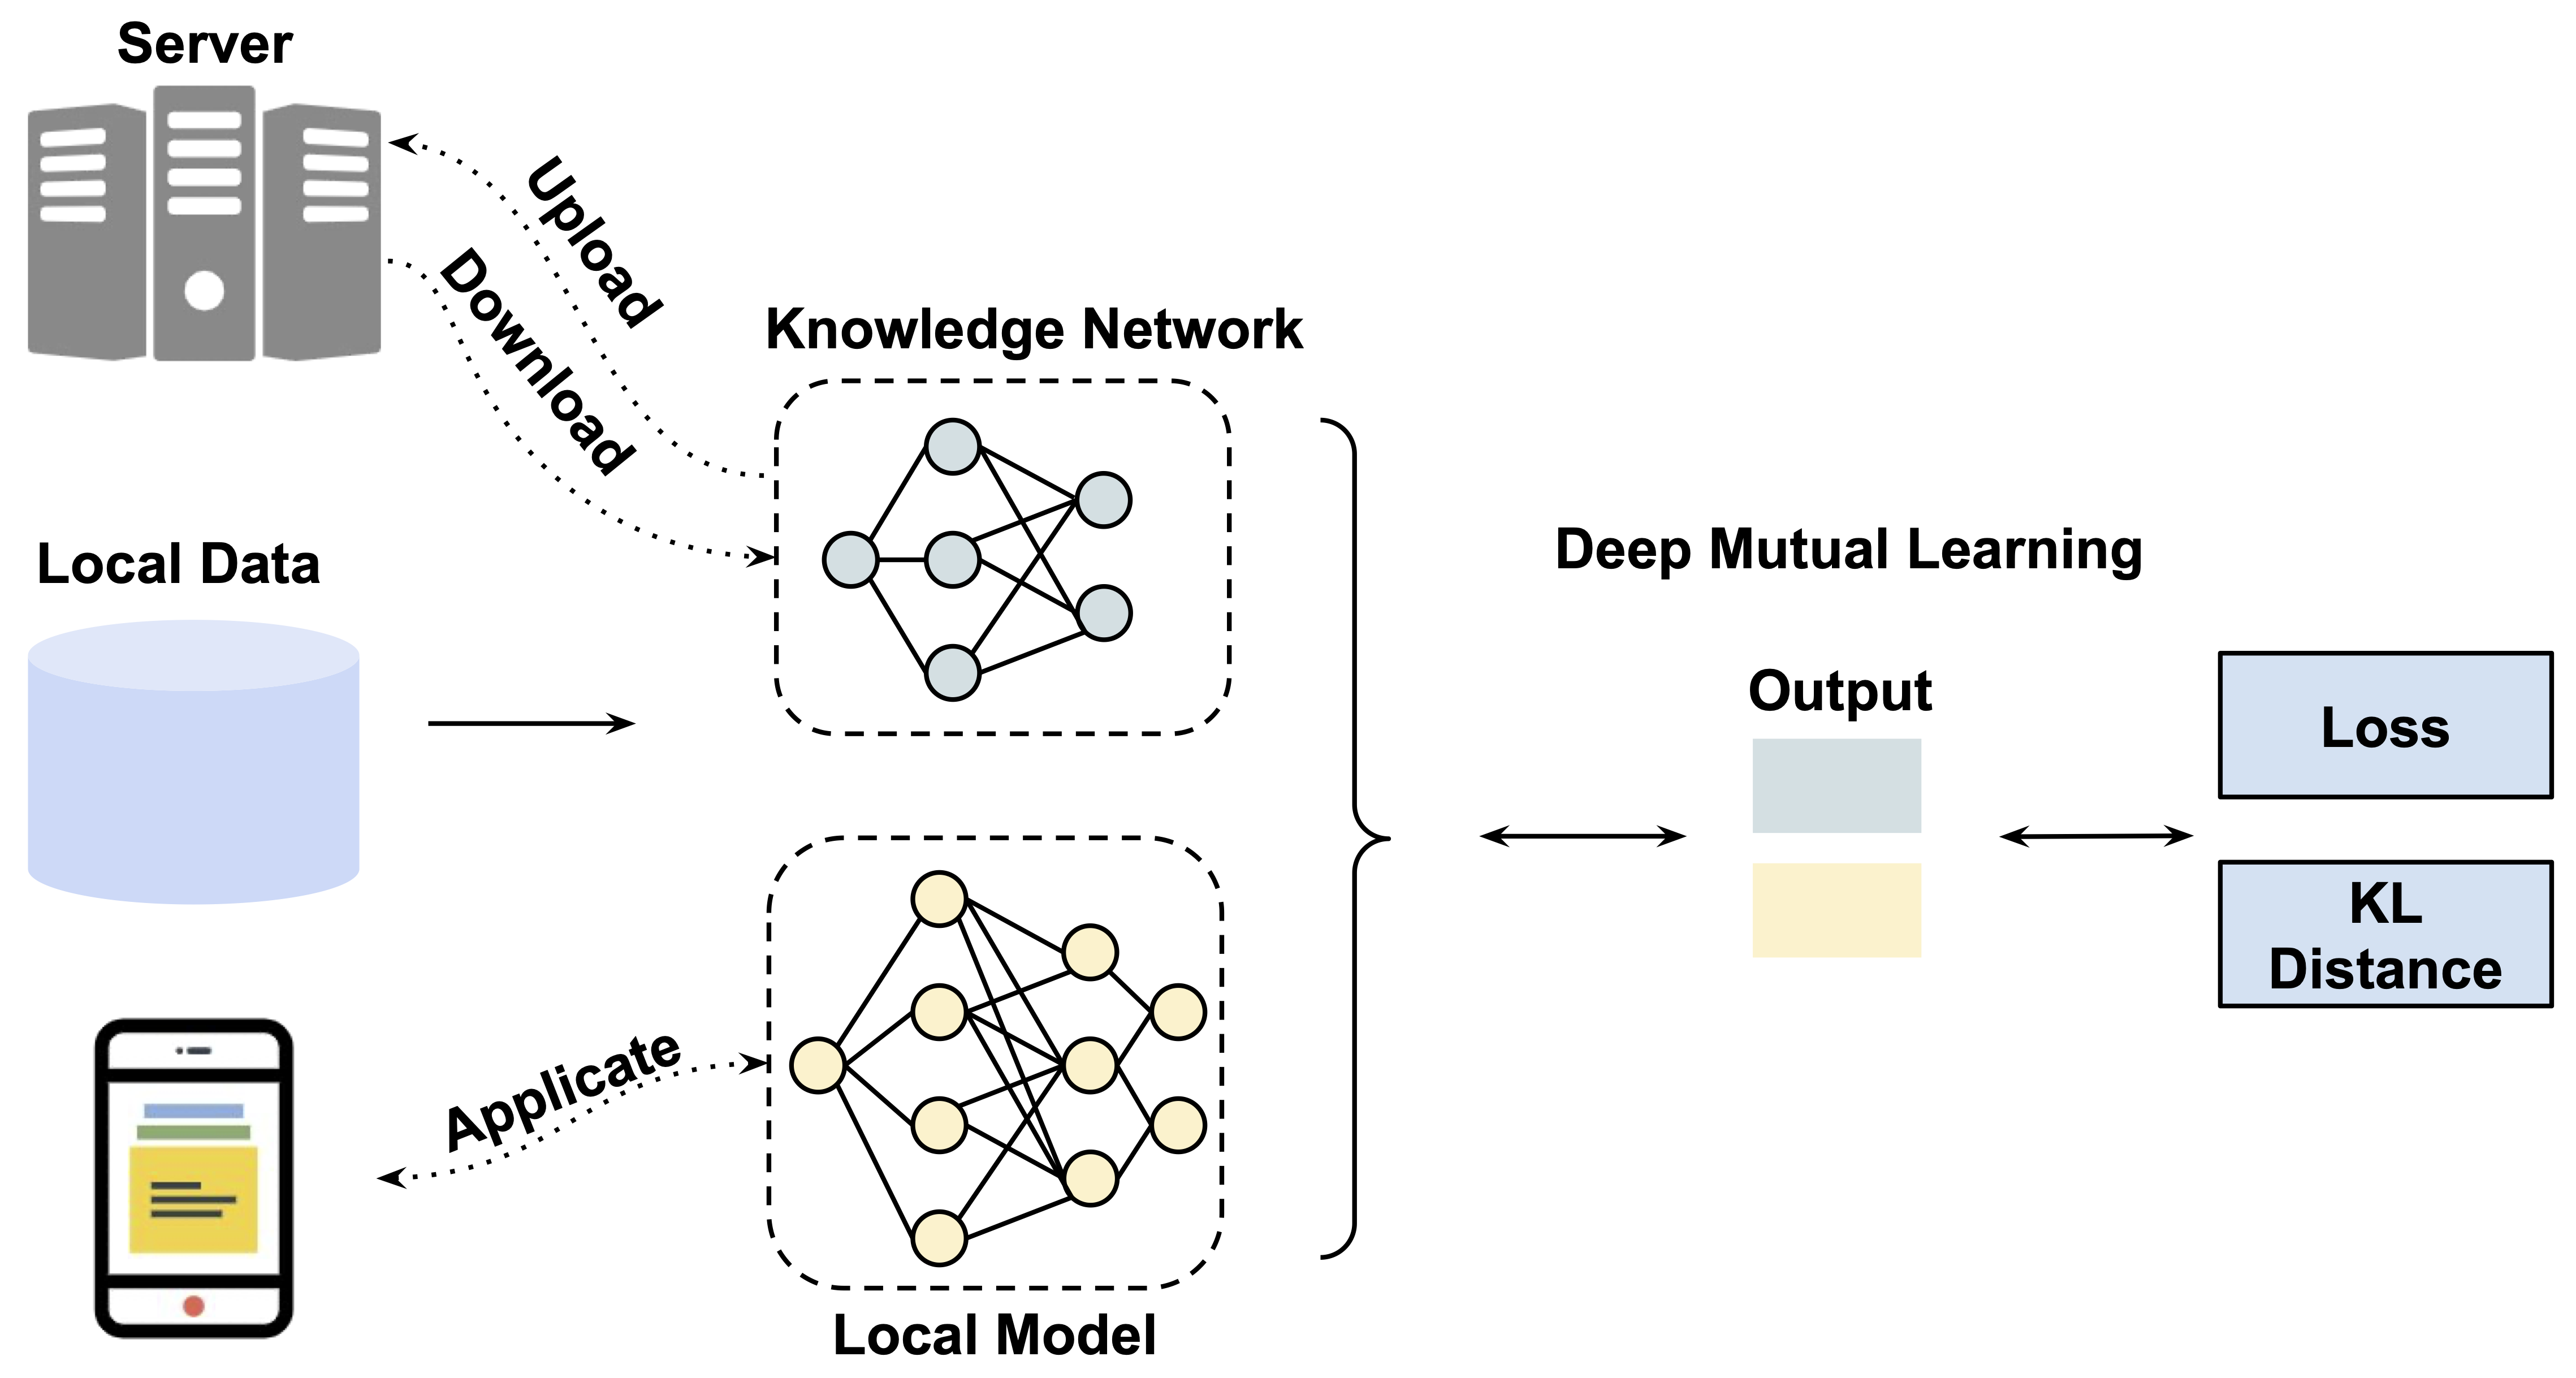 Server
Upload
Download
Knowledge Network
Local Data
Deep Mutual Learning
Output
Loss
KL
Distance
Applicate
Local Model